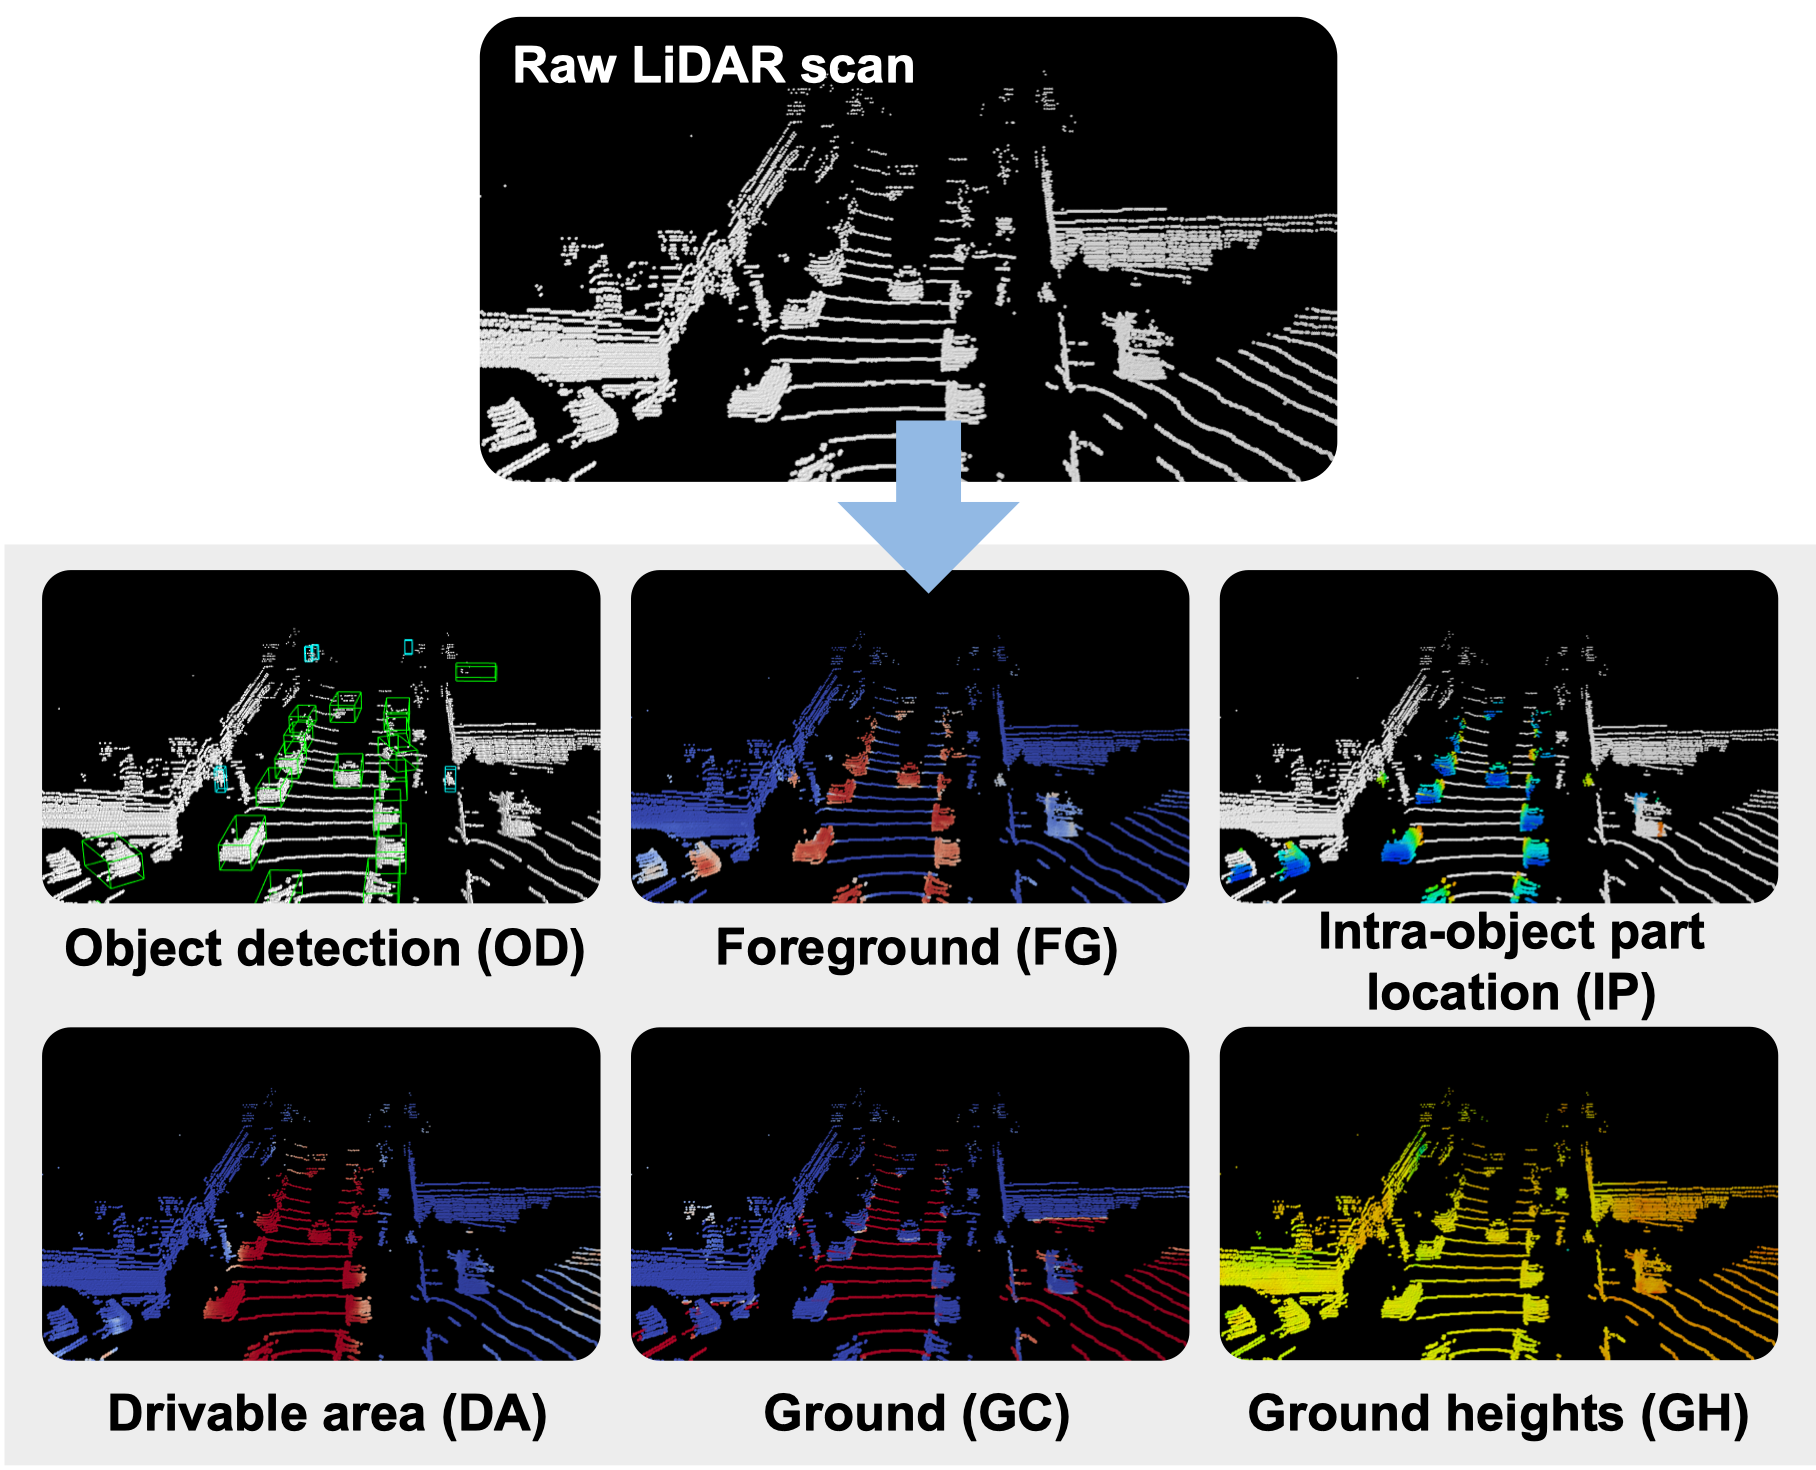 Raw LiDAR scan
Object detection (OD)
Foreground (FG)
Intra-object part
location (IP)
Drivable area (DA)
Ground (GC)
Ground heights (GH)